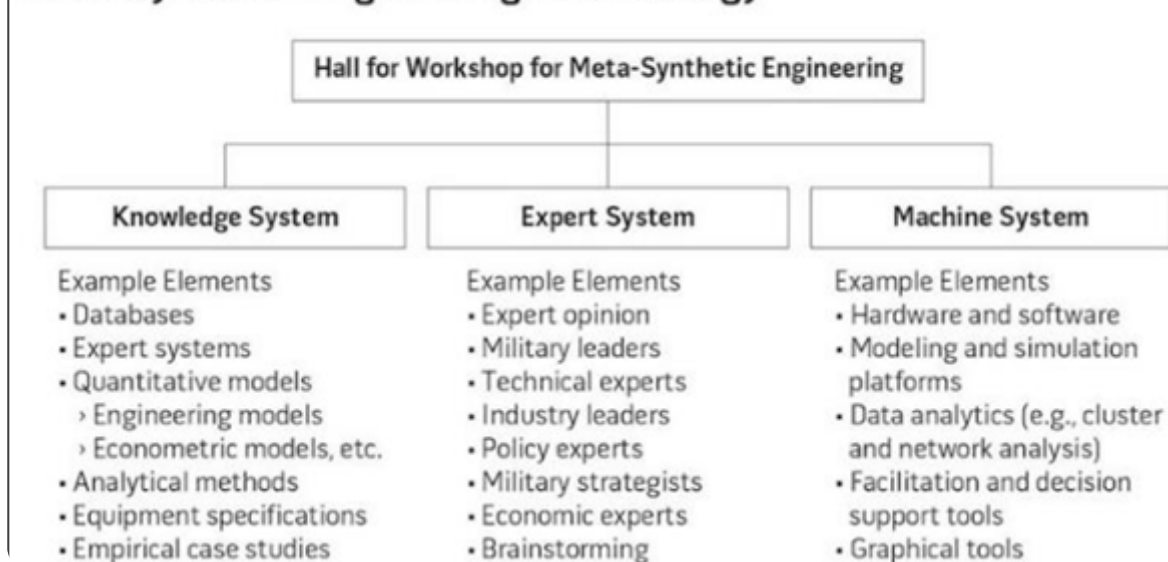 Hall for Workshop for Meta-Synthetic Engineering
Knowledge System
Example Elements
• Databases
• Expert systems
• Quantitative models
› Engineering models
› Econometric models, etc.
• Analytical methods
• Equipment specifications
• Empirical case studies
Expert System
Example Elements
• Expert opinion
• Military leaders
• Technical experts
• Industry leaders
• Policy experts
• Military strategists
• Economic experts
• Brainstorming
Machine System
Example Elements
• Hardware and software
• Modeling and simulation
platforms
• Data analytics (e.g., cluster
and network analysis)
• Facilitation and decision
support tools
• Graphical tools